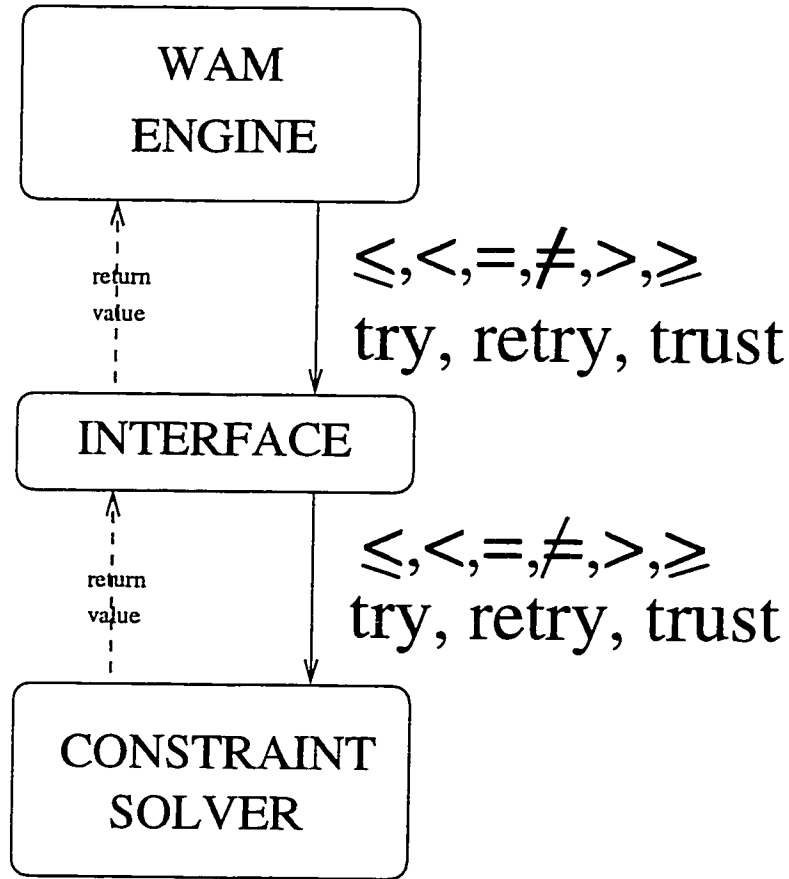 WAM
ENGINE
return
value
⩽,<,=,≠,>,⩾
try, retry, trust
INTERFACE
return
value
⩽,<,=,≠,>,⩾
try, retry, trust
CONSTRAINT
SOLVER